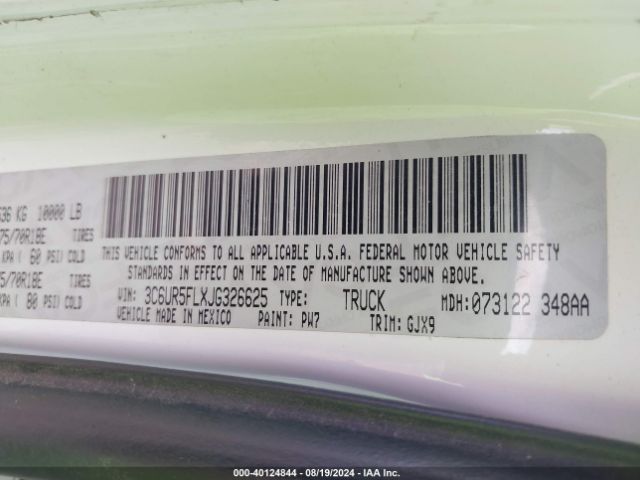 636 KG 10000 LB
75/70R18E TIRES
KPA ( 60 PSI) COLD
75/70R18E TIRES
KPA ( 80 PSI) COLD
THIS VEHICLE CONFORMS TO ALL APPLICABLE U.S.A. FEDERAL MOTOR VEHICLE SAFETY
STANDARDS IN EFFECT ON THE DATE OF MANUFACTURE SHOWN ABOVE.
VIN: 3C6UR5FLXJG326625 TYPE: TRUCK MDH: 073122 348AA
VEHICLE MADE IN MEXICO PAINT: PW7 TRIM: GJX9
000-40124844 - 08/19/2024 - IAA Inc.